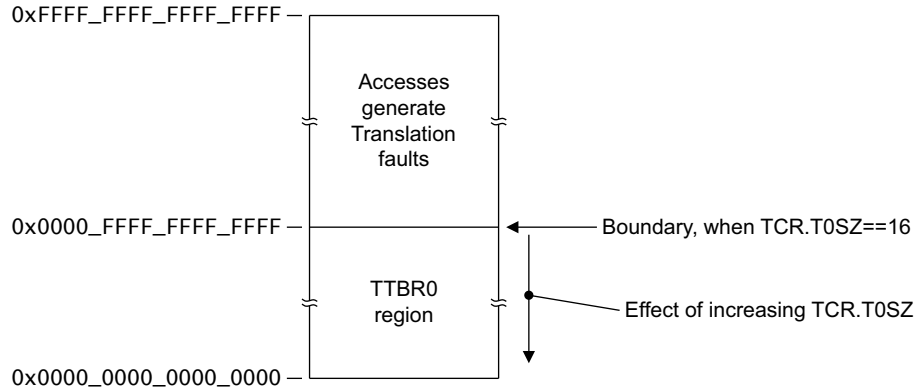 0xFFFF_FFFF_FFFF_FFFF
Accesses
generate
Translation
faults
0x0000_FFFF_FFFF_FFFF
Boundary, when TCR.T0SZ==16
TTBR0
region
Effect of increasing TCR.T0SZ
0x0000_0000_0000_0000